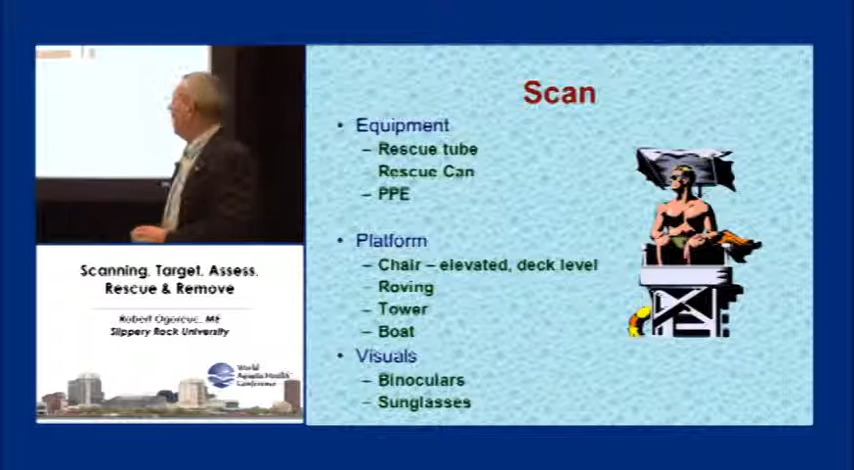 Scan
• Equipment
– Rescue tube
Rescue Can
– PPE
• Platform
– Chair – elevated, deck level
Roving
– Tower
– Boat
• Visuals
– Binoculars
– Sunglasses
Scanning, Target, Assess,
Rescue & Remove
Robert Ogoreuc, ME
Slippery Rock University
World
Aquatic Health
Conference